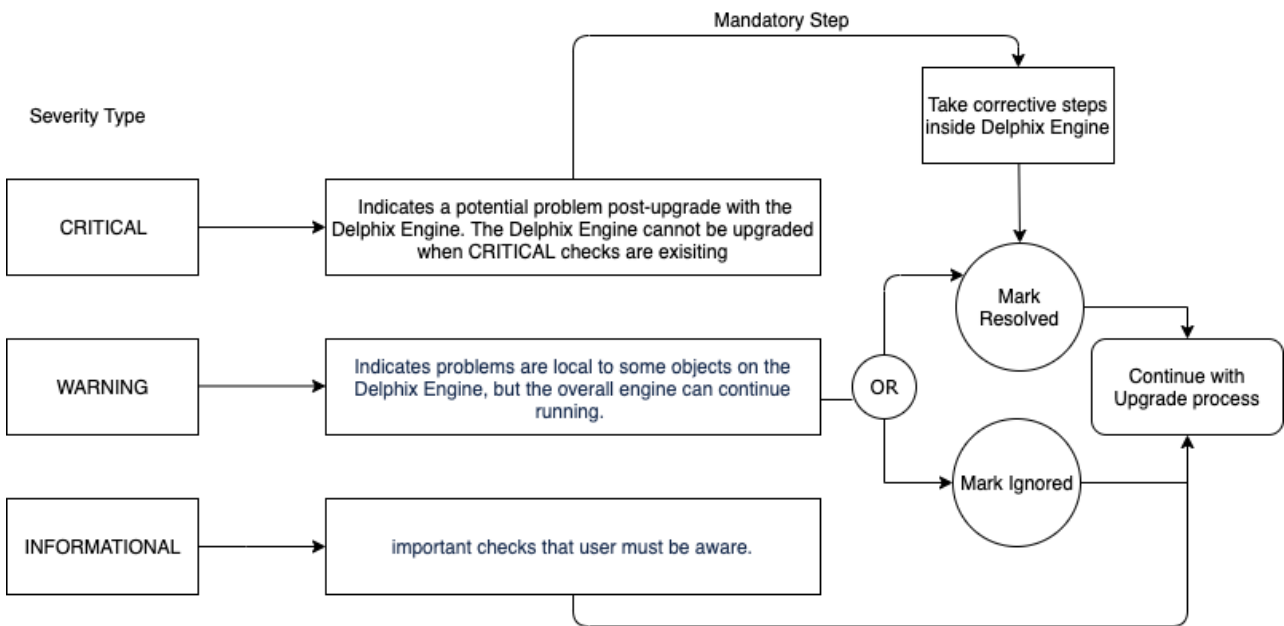 Mandatory Step
Severity Type
Take corrective steps
inside Delphix Engine
CRITICAL
Indicates a potential problem post-upgrade with the
Delphix Engine. The Delphix Engine cannot be upgraded
when CRITICAL checks are exisiting
Mark
Resolved
WARNING
Indicates problems are local to some objects on the
Delphix Engine, but the overall engine can continue
running.
OR
Continue with
Upgrade process
Mark Ignored
INFORMATIONAL
important checks that user must be aware.